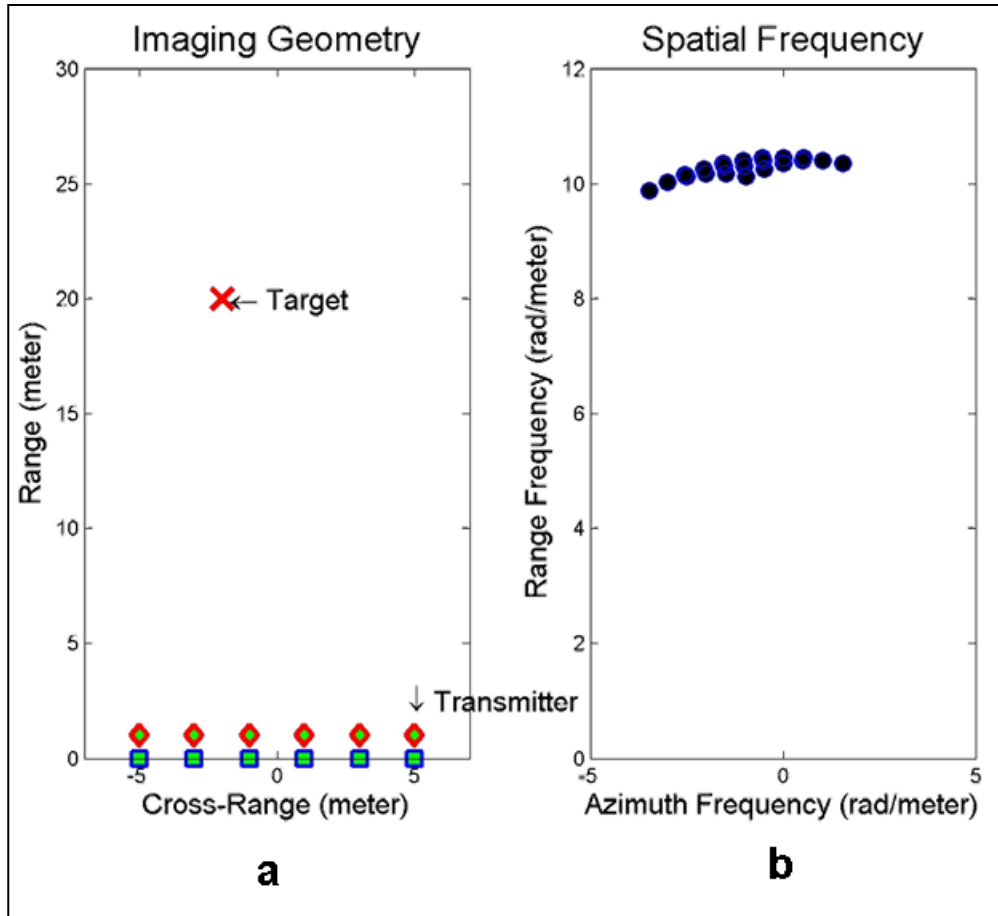 Imaging Geometry
30
25
20
15
10
5
0
-5
0
5
Range (meter)
Cross-Range (meter)
← Target
↓ Transmitter
a
Spatial Frequency
12
10
8
6
4
2
0
-5
0
5
Range Frequency (rad/meter)
Azimuth Frequency (rad/meter)
b